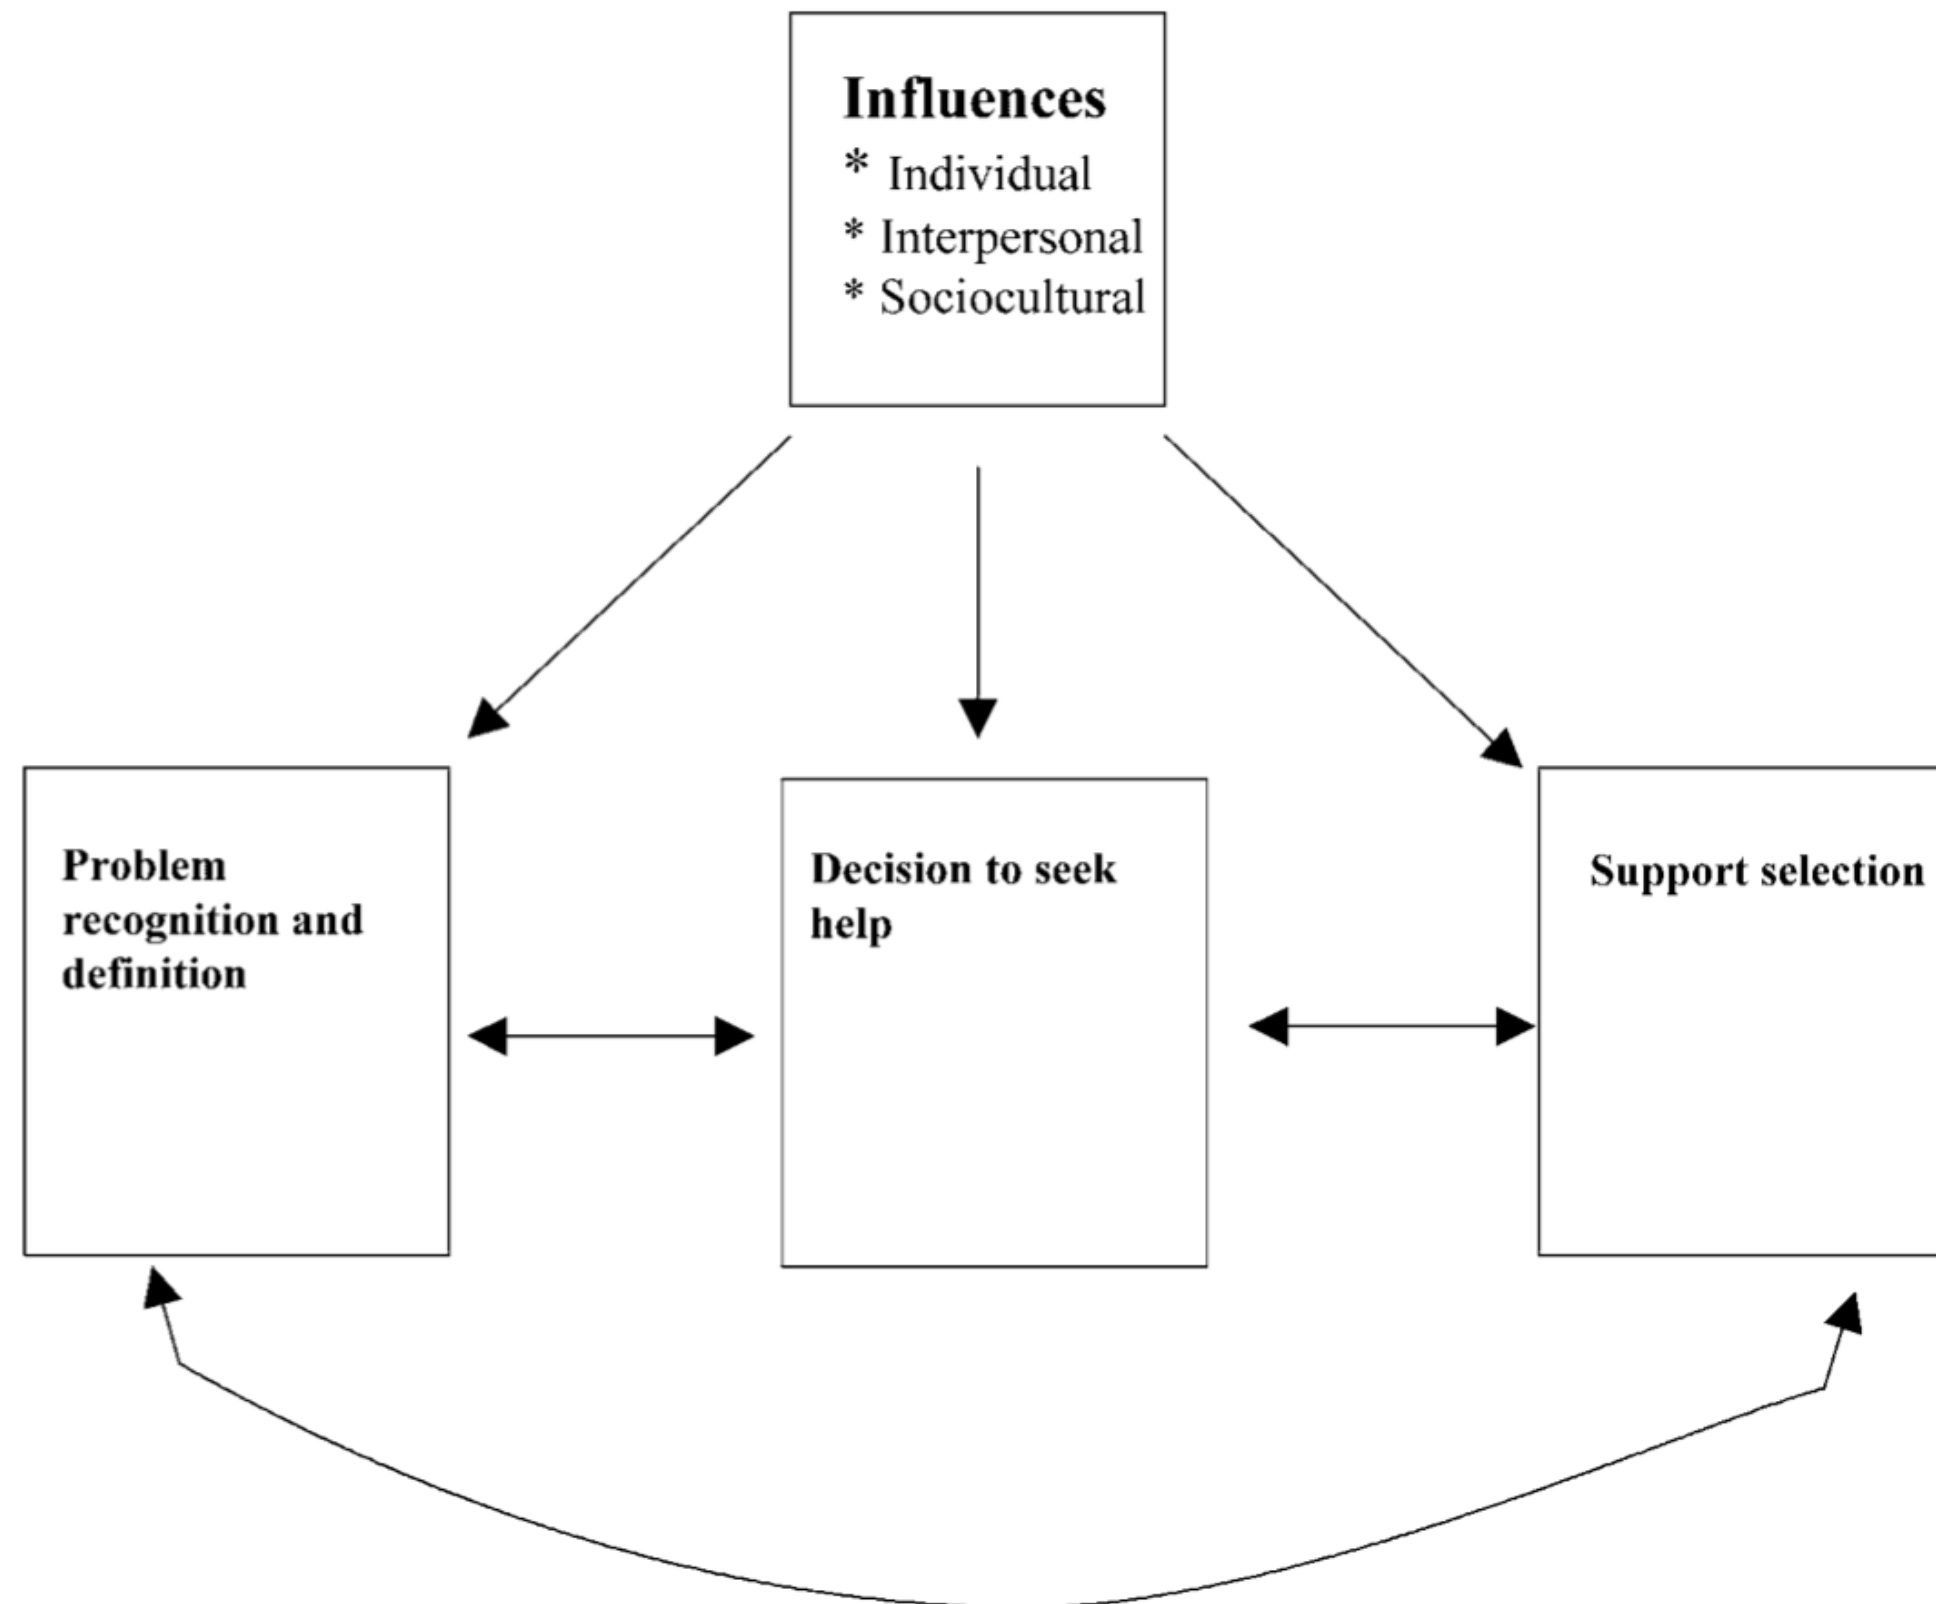 Influences
* Individual
* Interpersonal
* Sociocultural
Problem
recognition and
definition
Decision to seek
help
Support selection